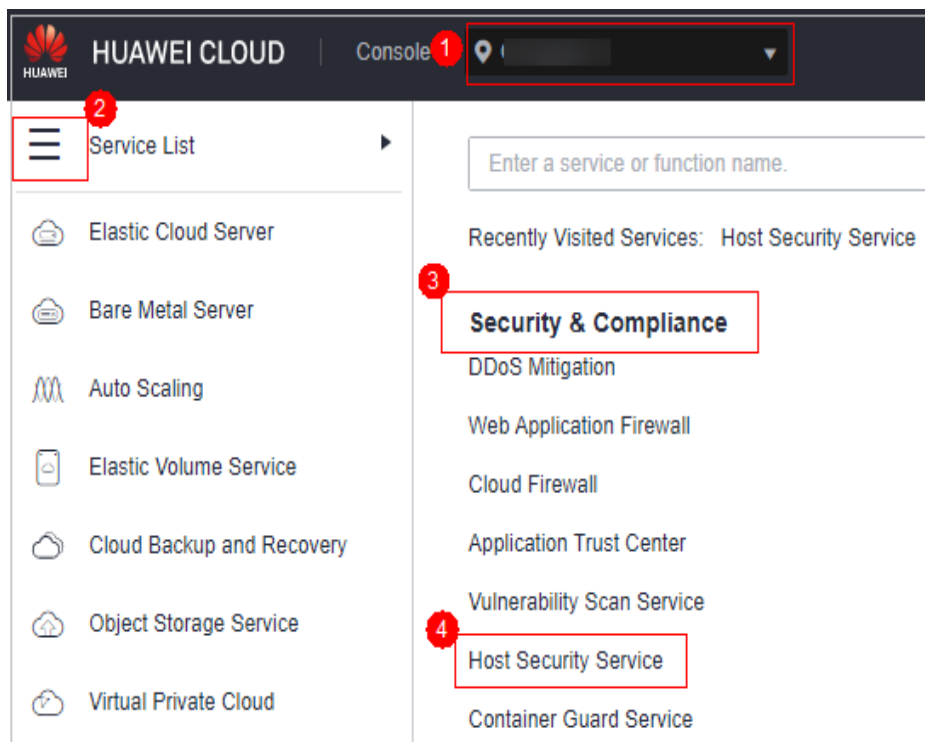 HUAWEI
HUAWEI CLOUD
Console
1
2
Service List
Elastic Cloud Server
Bare Metal Server
Auto Scaling
Elastic Volume Service
Cloud Backup and Recovery
Object Storage Service
Virtual Private Cloud
Enter a service or function name.
Recently Visited Services: Host Security Service
3
Security & Compliance
DDoS Mitigation
Web Application Firewall
Cloud Firewall
Application Trust Center
Vulnerability Scan Service
4
Host Security Service
Container Guard Service